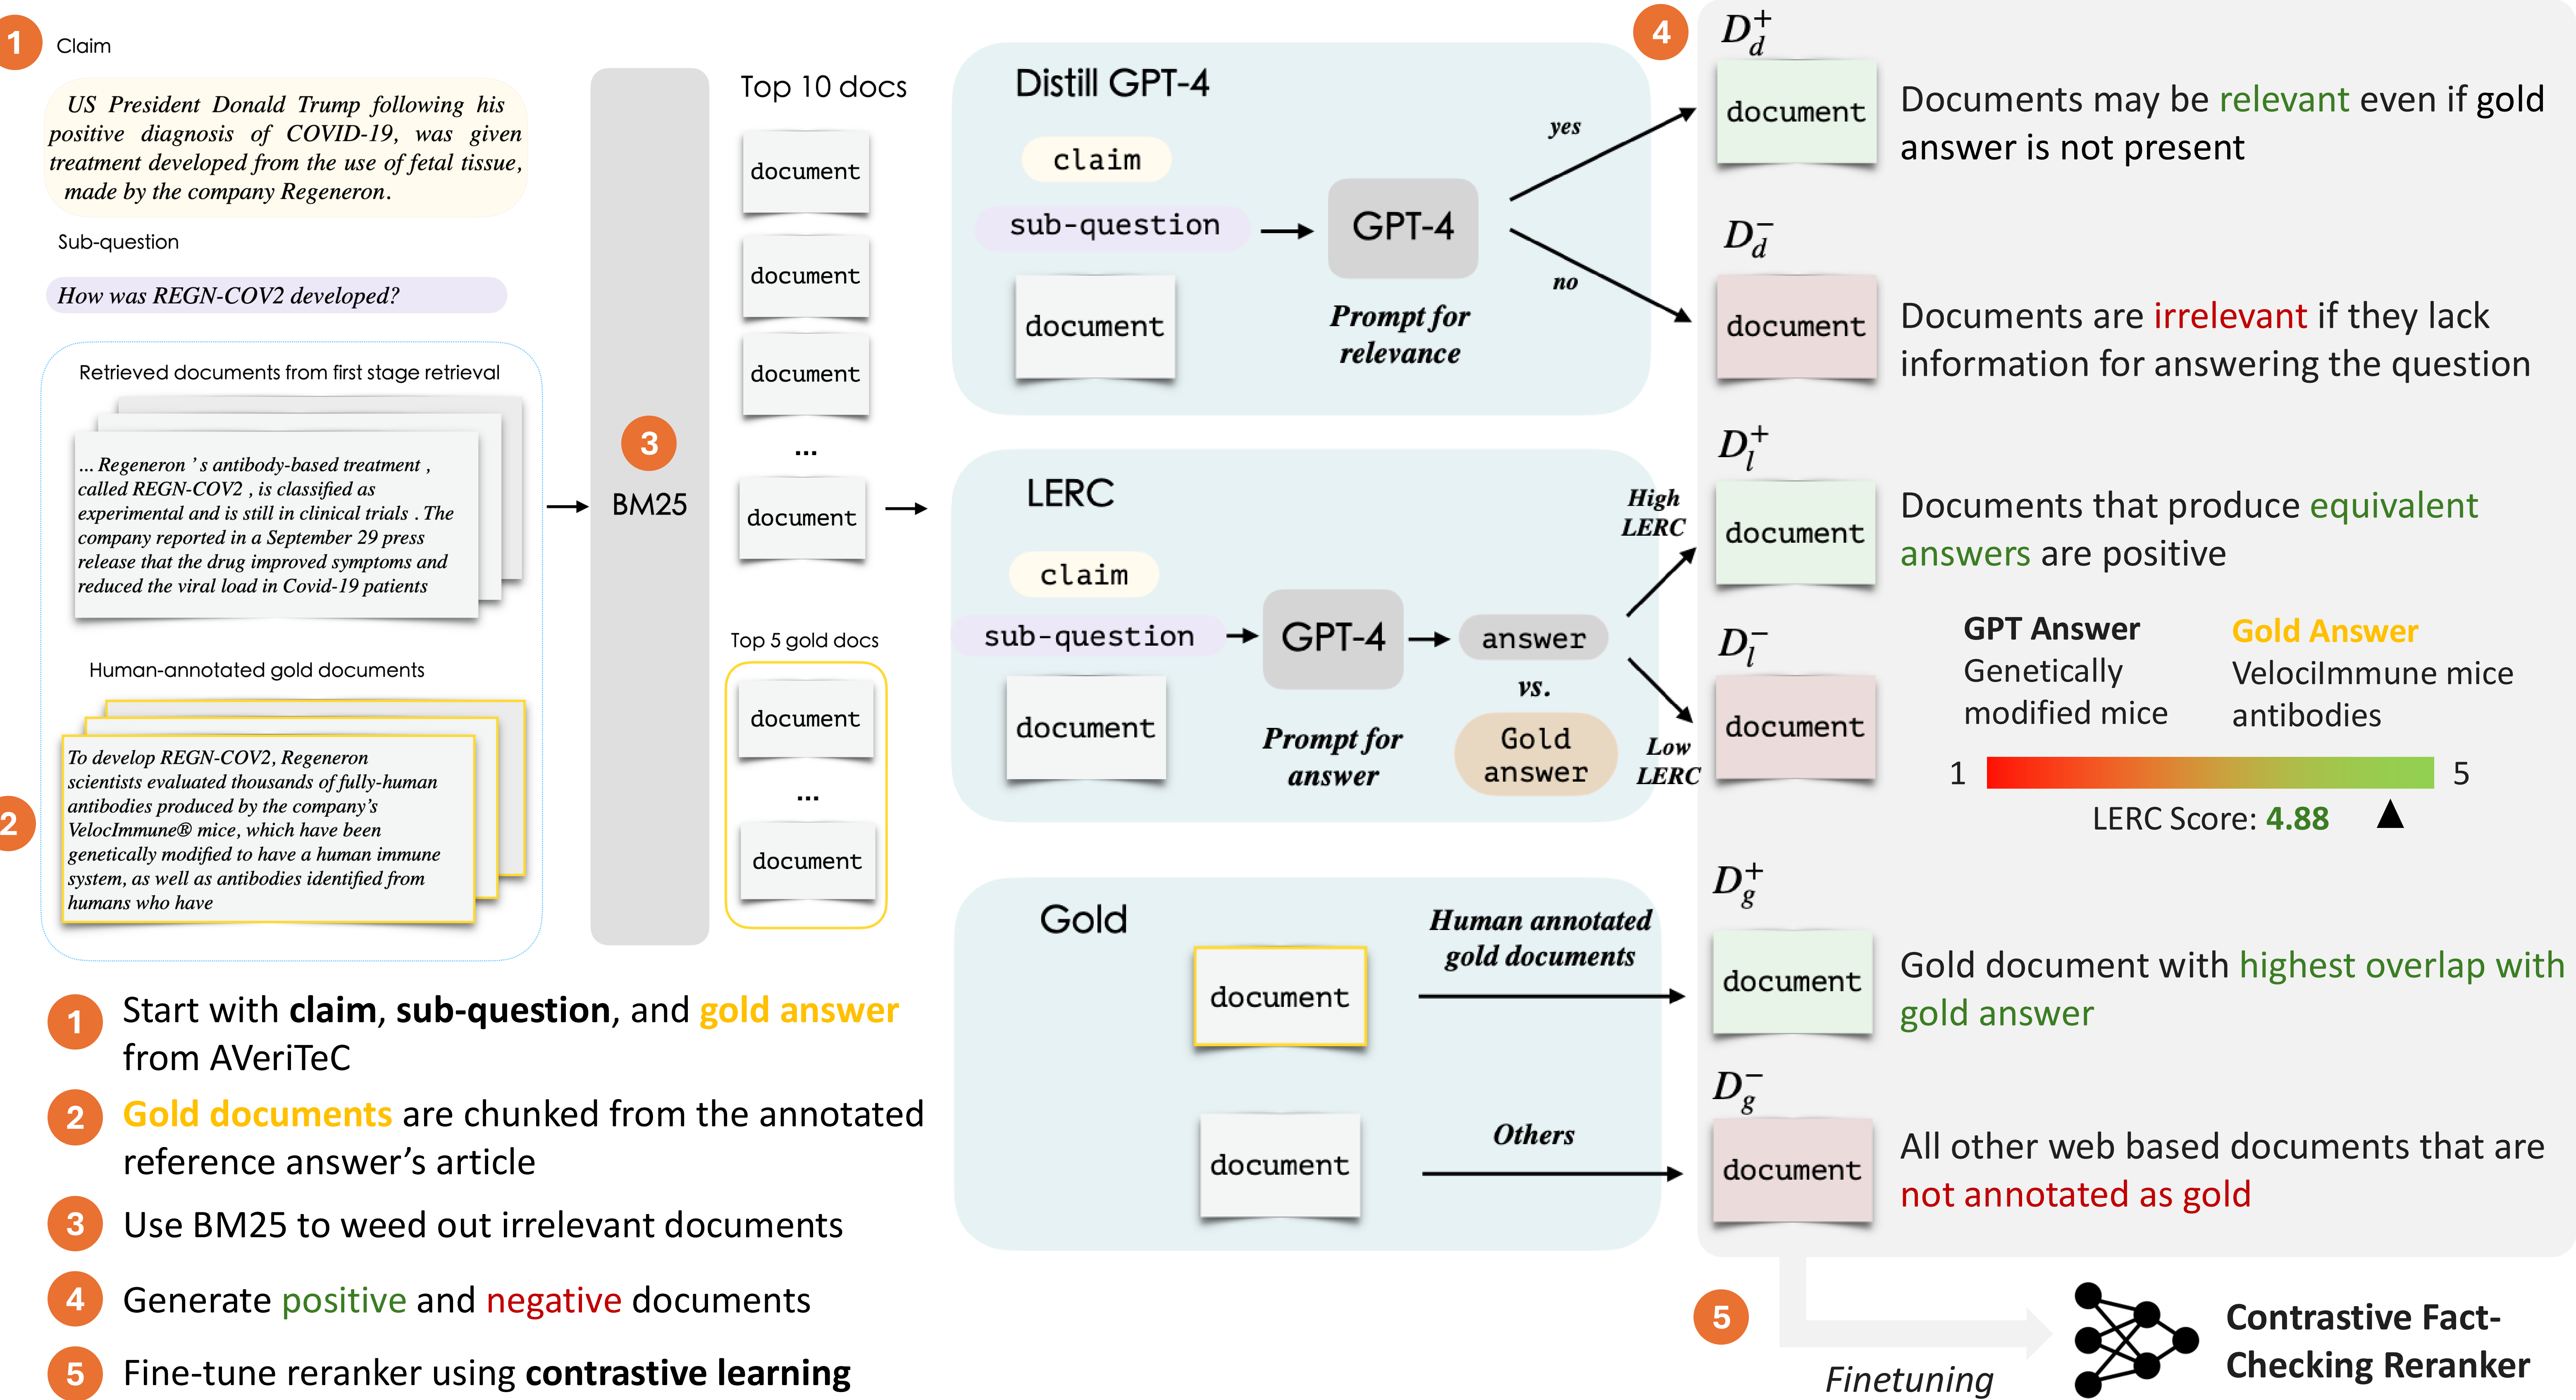 1
Claim
US President Donald Trump following his
positive diagnosis of COVID-19, was given
treatment developed from the use of fetal tissue,
made by the company Regeneron.
Sub-question
How was REGN-COV2 developed?
Retrieved documents from first stage retrieval
... Regeneron ’ s antibody-based treatment ,
called REGN-COV2 , is classified as
experimental and is still in clinical trials . The
company reported in a September 29 press
release that the drug improved symptoms and
reduced the viral load in Covid-19 patients
Human-annotated gold documents
2
To develop REGN-COV2, Regeneron
scientists evaluated thousands of fully-human
antibodies produced by the company’s
VelocImmune® mice, which have been
genetically modified to have a human immune
system, as well as antibodies identified from
humans who have
3
BM25
Top 10 docs
document
document
document
...
document
Top 5 gold docs
document
...
document
Distill GPT-4
claim
sub-question
document
GPT-4
Prompt for
relevance
yes
no
LERC
claim
sub-question
document
GPT-4
Prompt for
answer
answer
vs.
Gold
answer
High
LERC
Low
LERC
Gold
document
Human annotated
gold documents
document
Others
4
D_d^+
document
Documents may be relevant even if gold
answer is not present
D_d^-
document
Documents are irrelevant if they lack
information for answering the question
D_l^+
document
Documents that produce equivalent
answers are positive
D_l^-
document
GPT Answer
Genetically
modified mice
Gold Answer
VelociImmune mice
antibodies
1
5
LERC Score: 4.88
D_g^+
document
Gold document with highest overlap with
gold answer
D_g^-
document
All other web based documents that are
not annotated as gold
1 Start with claim, sub-question, and gold answer
from AVeriTeC
2 Gold documents are chunked from the annotated
reference answer’s article
3 Use BM25 to weed out irrelevant documents
4 Generate positive and negative documents
5 Fine-tune reranker using contrastive learning
5
Finetuning
Contrastive Fact-
Checking Reranker